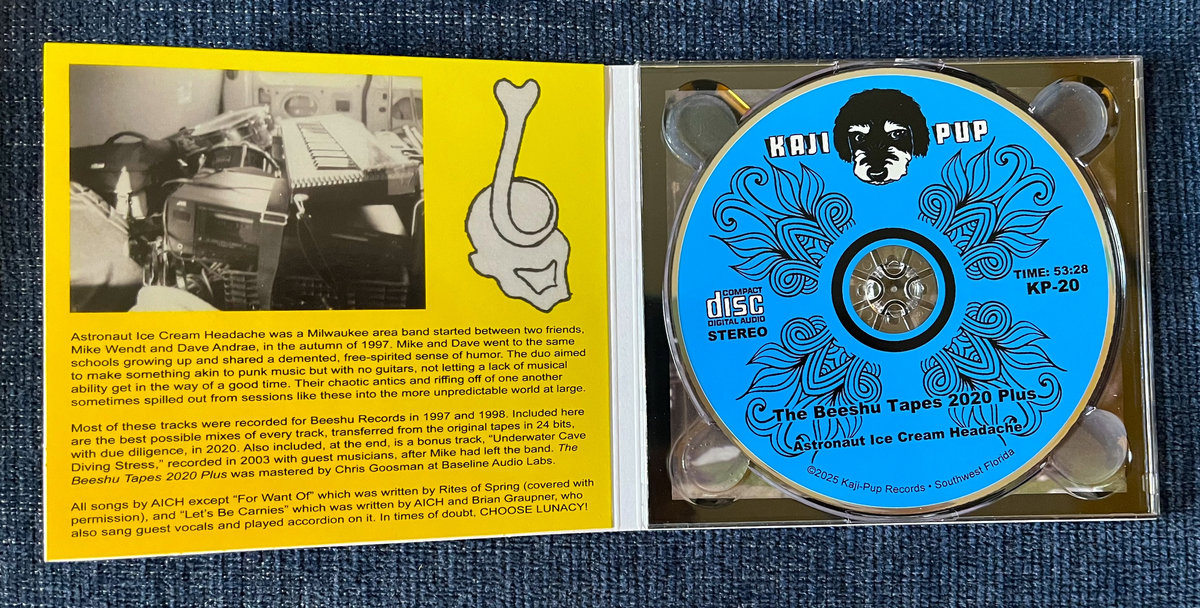 Astronaut Ice Cream Headache was a Milwaukee area band started between two friends,
Mike Wendt and Dave Andrae, in the autumn of 1997. Mike and Dave went to the same
schools growing up and shared a demented, free-spirited sense of humor. The duo aimed
to make something akin to punk music but with no guitars, not letting a lack of musical
ability get in the way of a good time. Their chaotic antics and riffing off of one another
sometimes spilled out from sessions like these into the more unpredictable world at large.
Most of these tracks were recorded for Beeshu Records in 1997 and 1998. Included here
are the best possible mixes of every track, transferred from the original tapes in 24 bits,
with due diligence, in 2020. Also included, at the end, is a bonus track, “Underwater Cave
Diving Stress,” recorded in 2003 with guest musicians, after Mike had left the band. The
Beeshu Tapes 2020 Plus was mastered by Chris Goosman at Baseline Audio Labs.
All songs by AICH except “For Want Of” which was written by Rites of Spring (covered with
permission), and “Let’s Be Carnies” which was written by AICH and Brian Graupner, who
also sang guest vocals and played accordion on it. In times of doubt, CHOOSE LUNACY!
KAJI PUP
TIME: 53:28
KP-20
COMPACT
disc
DIGITAL AUDIO
STEREO
The Beeshu Tapes 2020 Plus
Astronaut Ice Cream Headache
©2025 Kaji-Pup Records • Southwest Florida